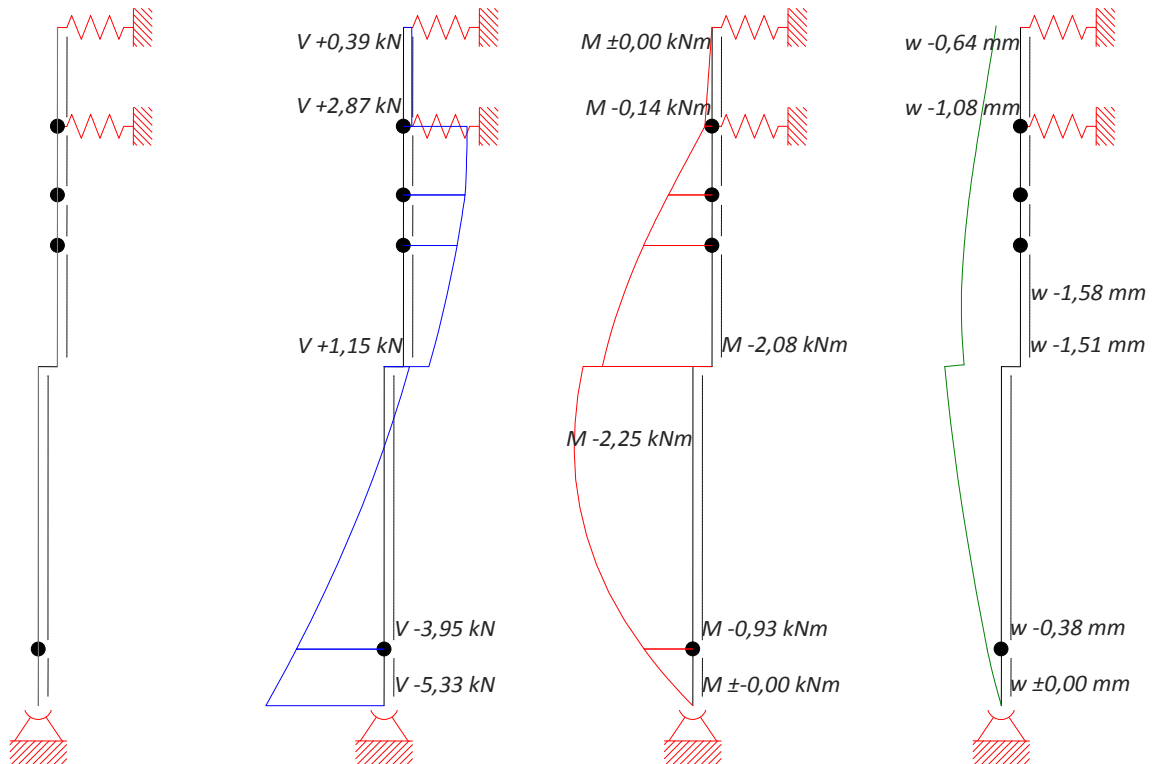 V +0,39 kN
V +2,87 kN
V +1,15 kN
V -3,95 kN
V -5,33 kN
M ±0,00 kNm
M -0,14 kNm
M -2,08 kNm
M -2,25 kNm
M -0,93 kNm
M ±-0,00 kNm
w -0,64 mm
w -1,08 mm
w -1,58 mm
w -1,51 mm
w -0,38 mm
w ±0,00 mm